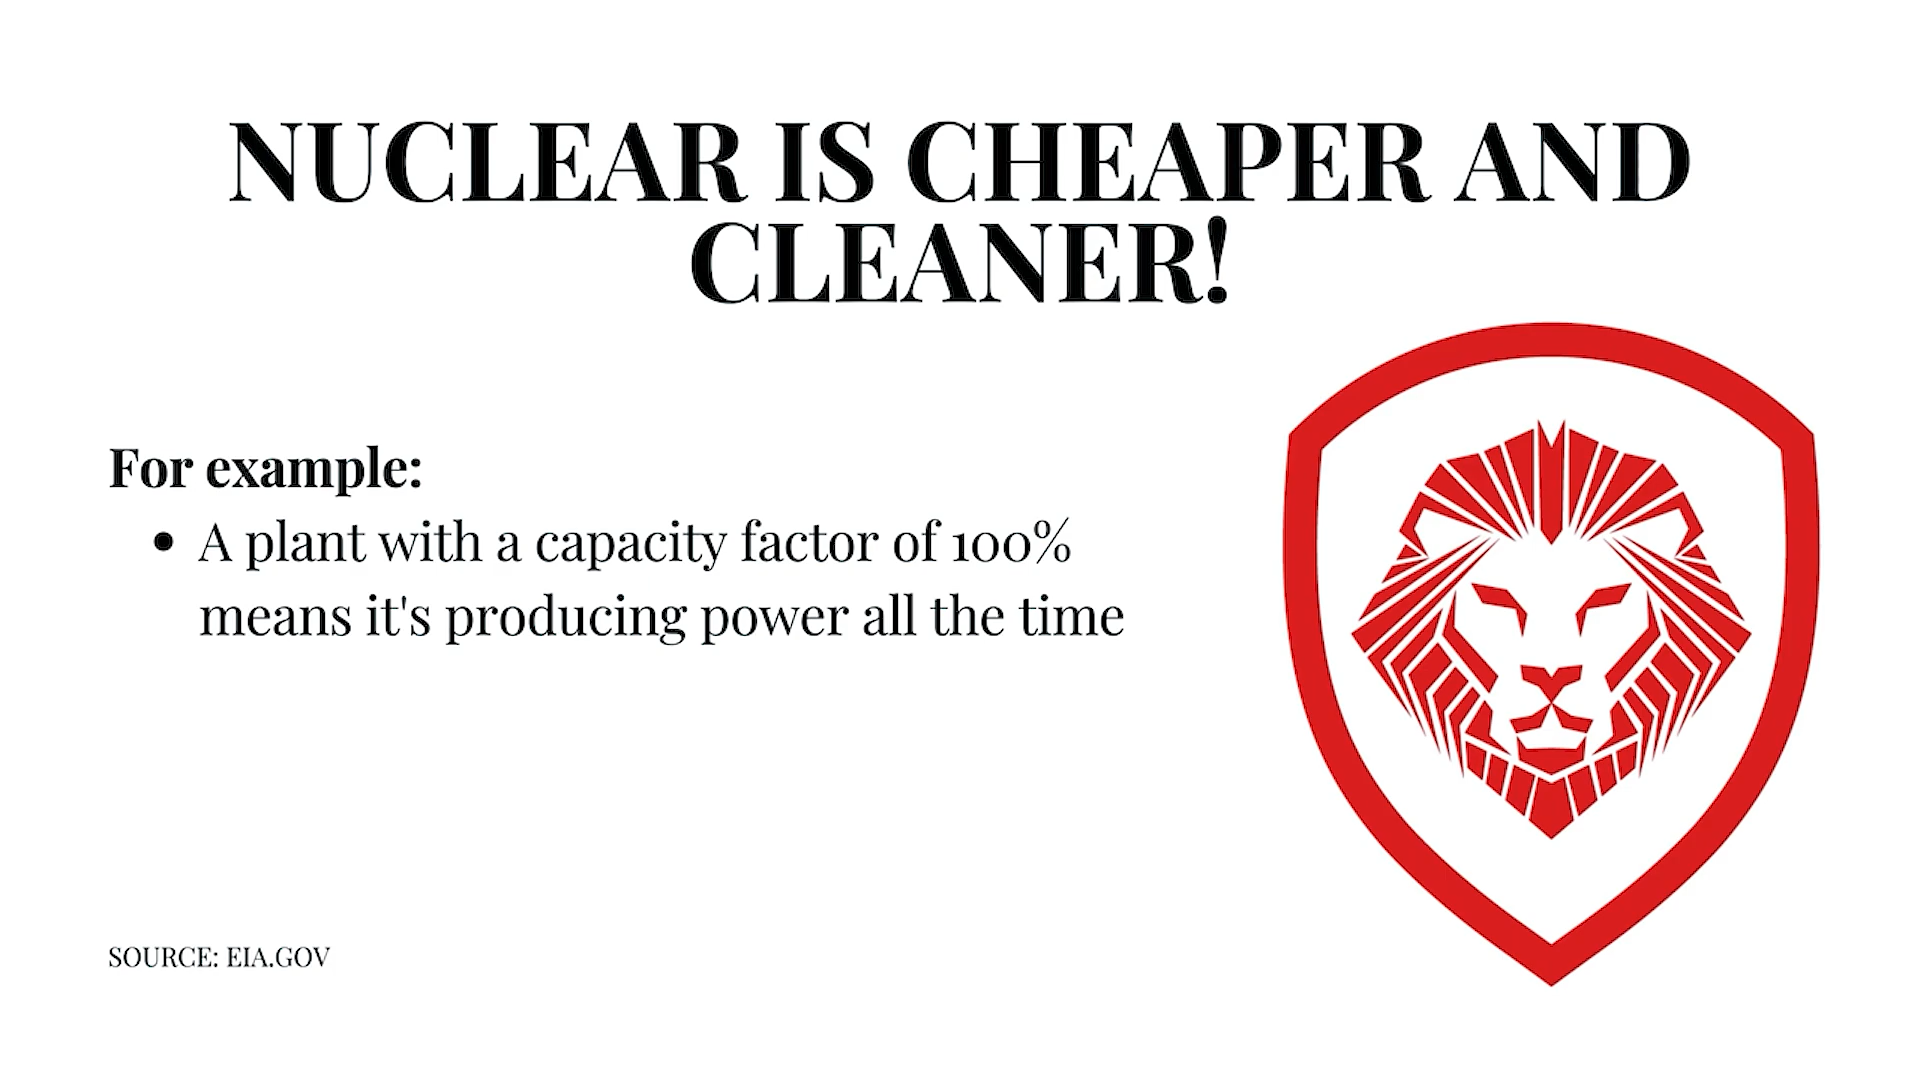 NUCLEAR IS CHEAPER AND
CLEANER!
For example:
• A plant with a capacity factor of 100%
means it's producing power all the time
SOURCE: EIA.GOV